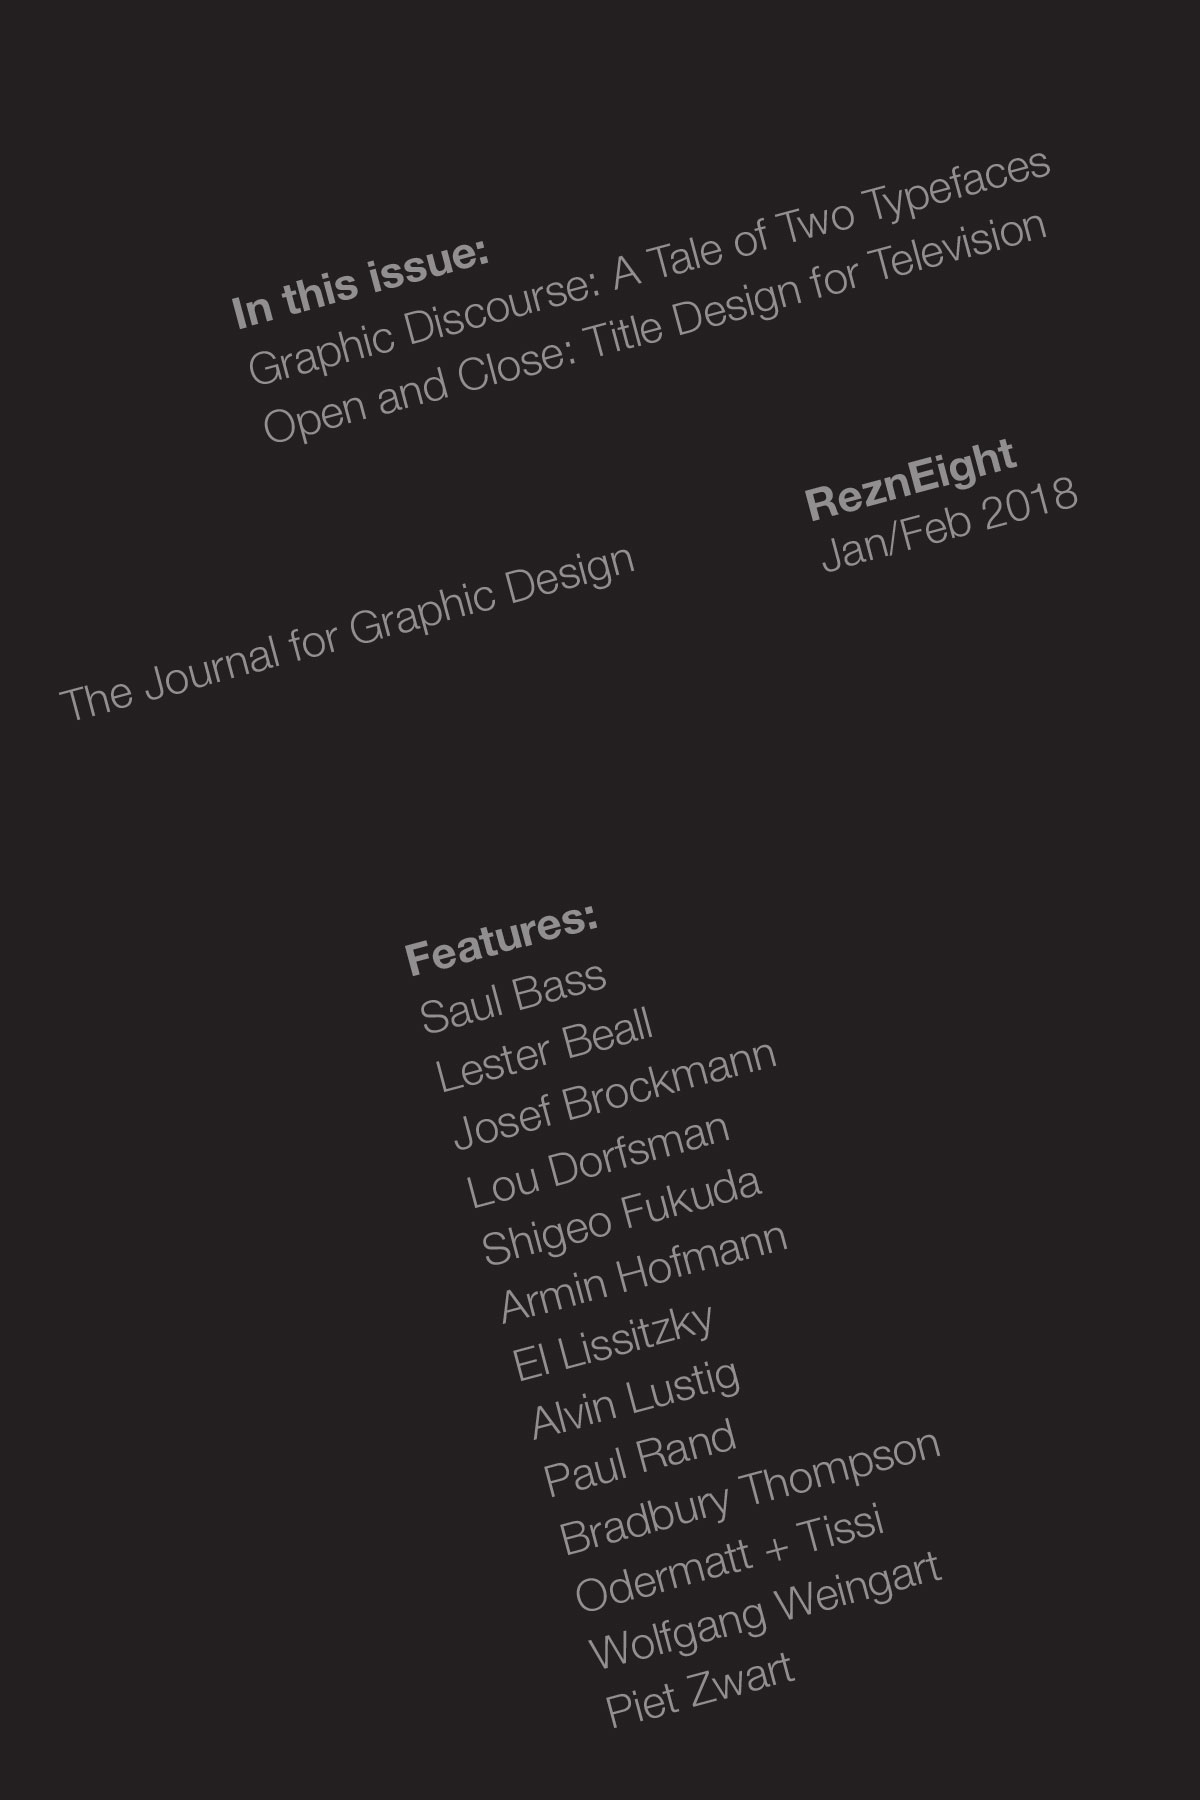 In this issue:
Graphic Discourse: A Tale of Two Typefaces
Open and Close: Title Design for Television
ReznEight
Jan/Feb 2018
The Journal for Graphic Design
Features:
Saul Bass
Lester Beall
Josef Brockmann
Lou Dorfsman
Shigeo Fukuda
Armin Hofmann
El Lissitzky
Alvin Lustig
Paul Rand
Bradbury Thompson
Odermatt + Tissi
Wolfgang Weingart
Piet Zwart